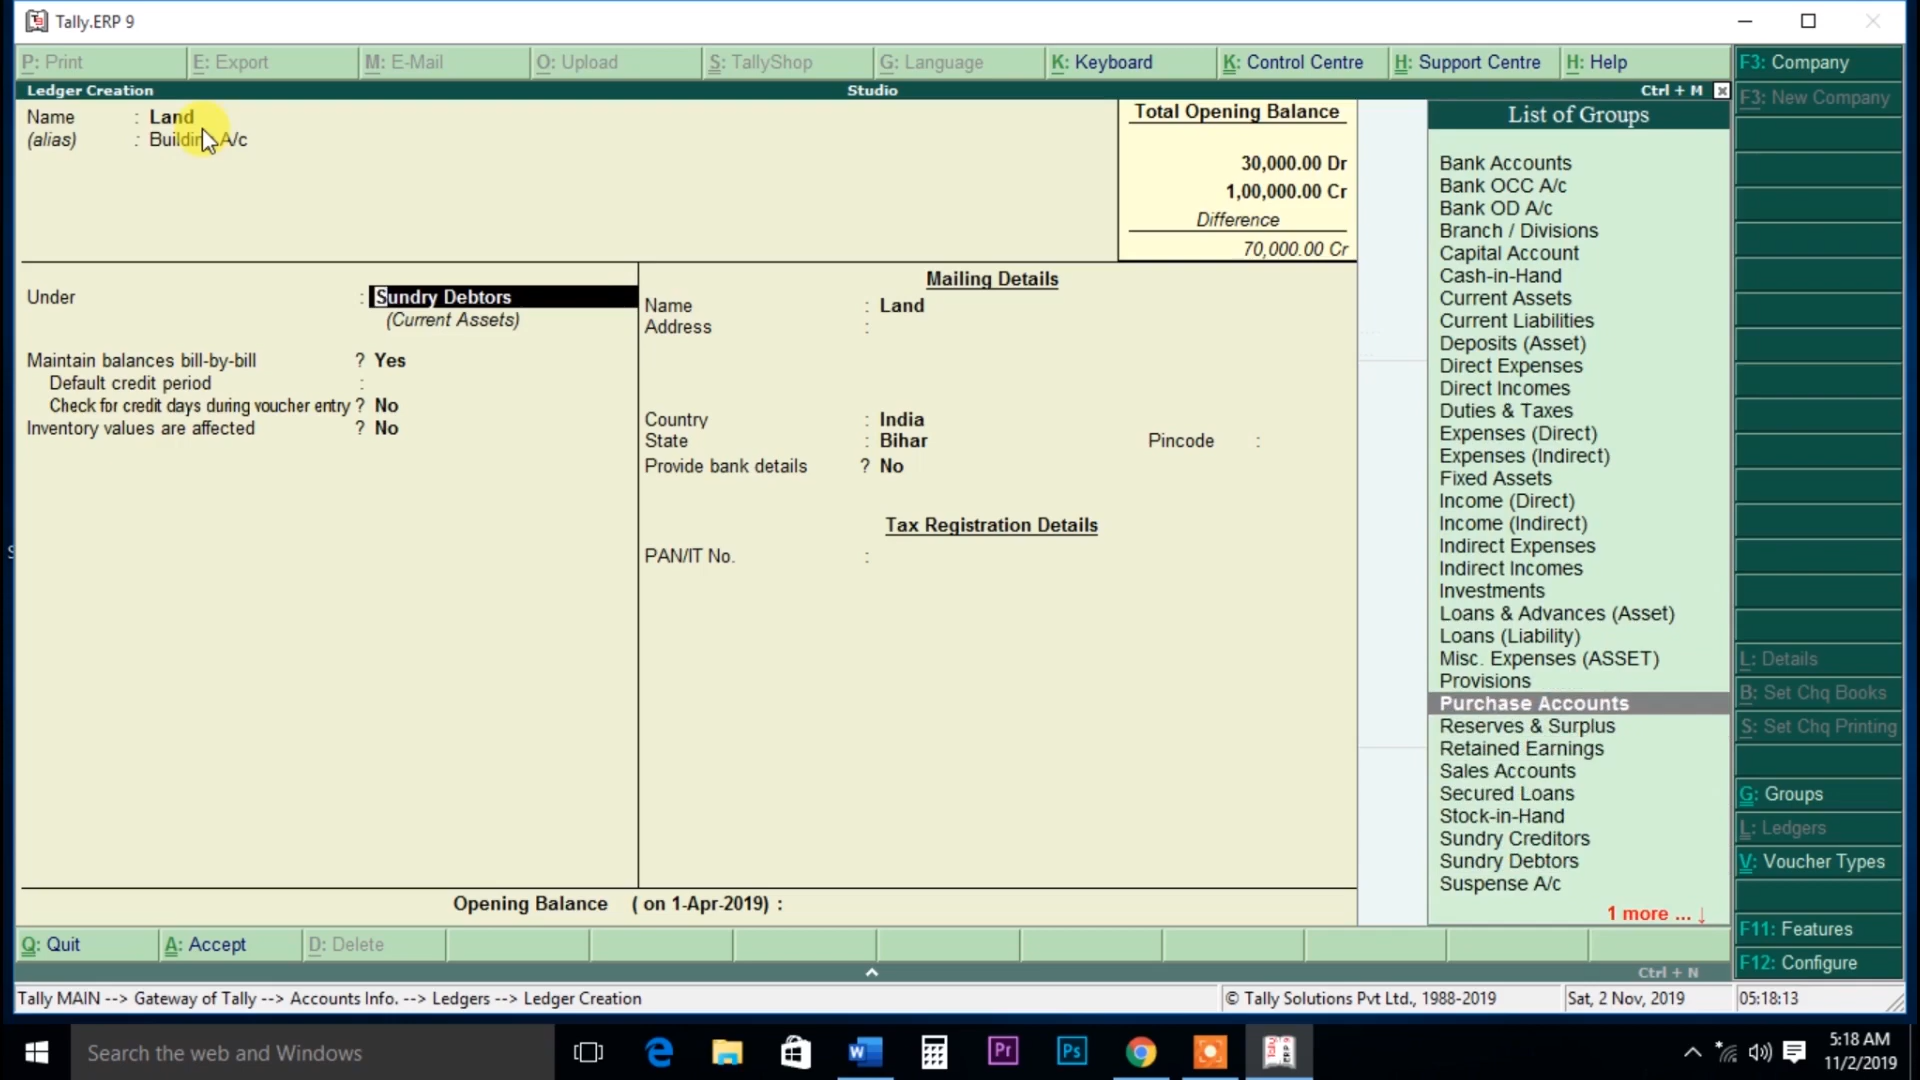 Tally.ERP 9
P: Print
E: Export
M: E-Mail
O: Upload
S: TallyShop
G: Language
K: Keyboard
K: Control Centre
H: Support Centre
H: Help
Ledger Creation
Studio
Ctrl + M
Name : Land
(alias) : Building A/c
Total Opening Balance
30,000.00 Dr
1,00,000.00 Cr
Difference
70,000.00 Cr
Under : Sundry Debtors
(Current Assets)
Maintain balances bill-by-bill ? Yes
Default credit period :
Check for credit days during voucher entry ? No
Inventory values are affected ? No
Mailing Details
Name : Land
Address :
Country : India
State : Bihar
Pincode :
Provide bank details ? No
Tax Registration Details
PAN/IT No. :
Opening Balance ( on 1-Apr-2019) :
List of Groups
Bank Accounts
Bank OCC A/c
Bank OD A/c
Branch / Divisions
Capital Account
Cash-in-Hand
Current Assets
Current Liabilities
Deposits (Asset)
Direct Expenses
Direct Incomes
Duties & Taxes
Expenses (Direct)
Expenses (Indirect)
Fixed Assets
Income (Direct)
Income (Indirect)
Indirect Expenses
Indirect Incomes
Investments
Loans & Advances (Asset)
Loans (Liability)
Misc. Expenses (ASSET)
Provisions
Purchase Accounts
Reserves & Surplus
Retained Earnings
Sales Accounts
Secured Loans
Stock-in-Hand
Sundry Creditors
Sundry Debtors
Suspense A/c
1 more ... ↓
F3: Company
F3: New Company
L: Details
B: Set Chq Books
S: Set Chq Printing
G: Groups
L: Ledgers
V: Voucher Types
F11: Features
F12: Configure
Q: Quit
A: Accept
D: Delete
Ctrl + N
Tally MAIN --> Gateway of Tally --> Accounts Info. --> Ledgers --> Ledger Creation
© Tally Solutions Pvt Ltd., 1988-2019
Sat, 2 Nov, 2019
05:18:13
Search the web and Windows
5:18 AM
11/2/2019